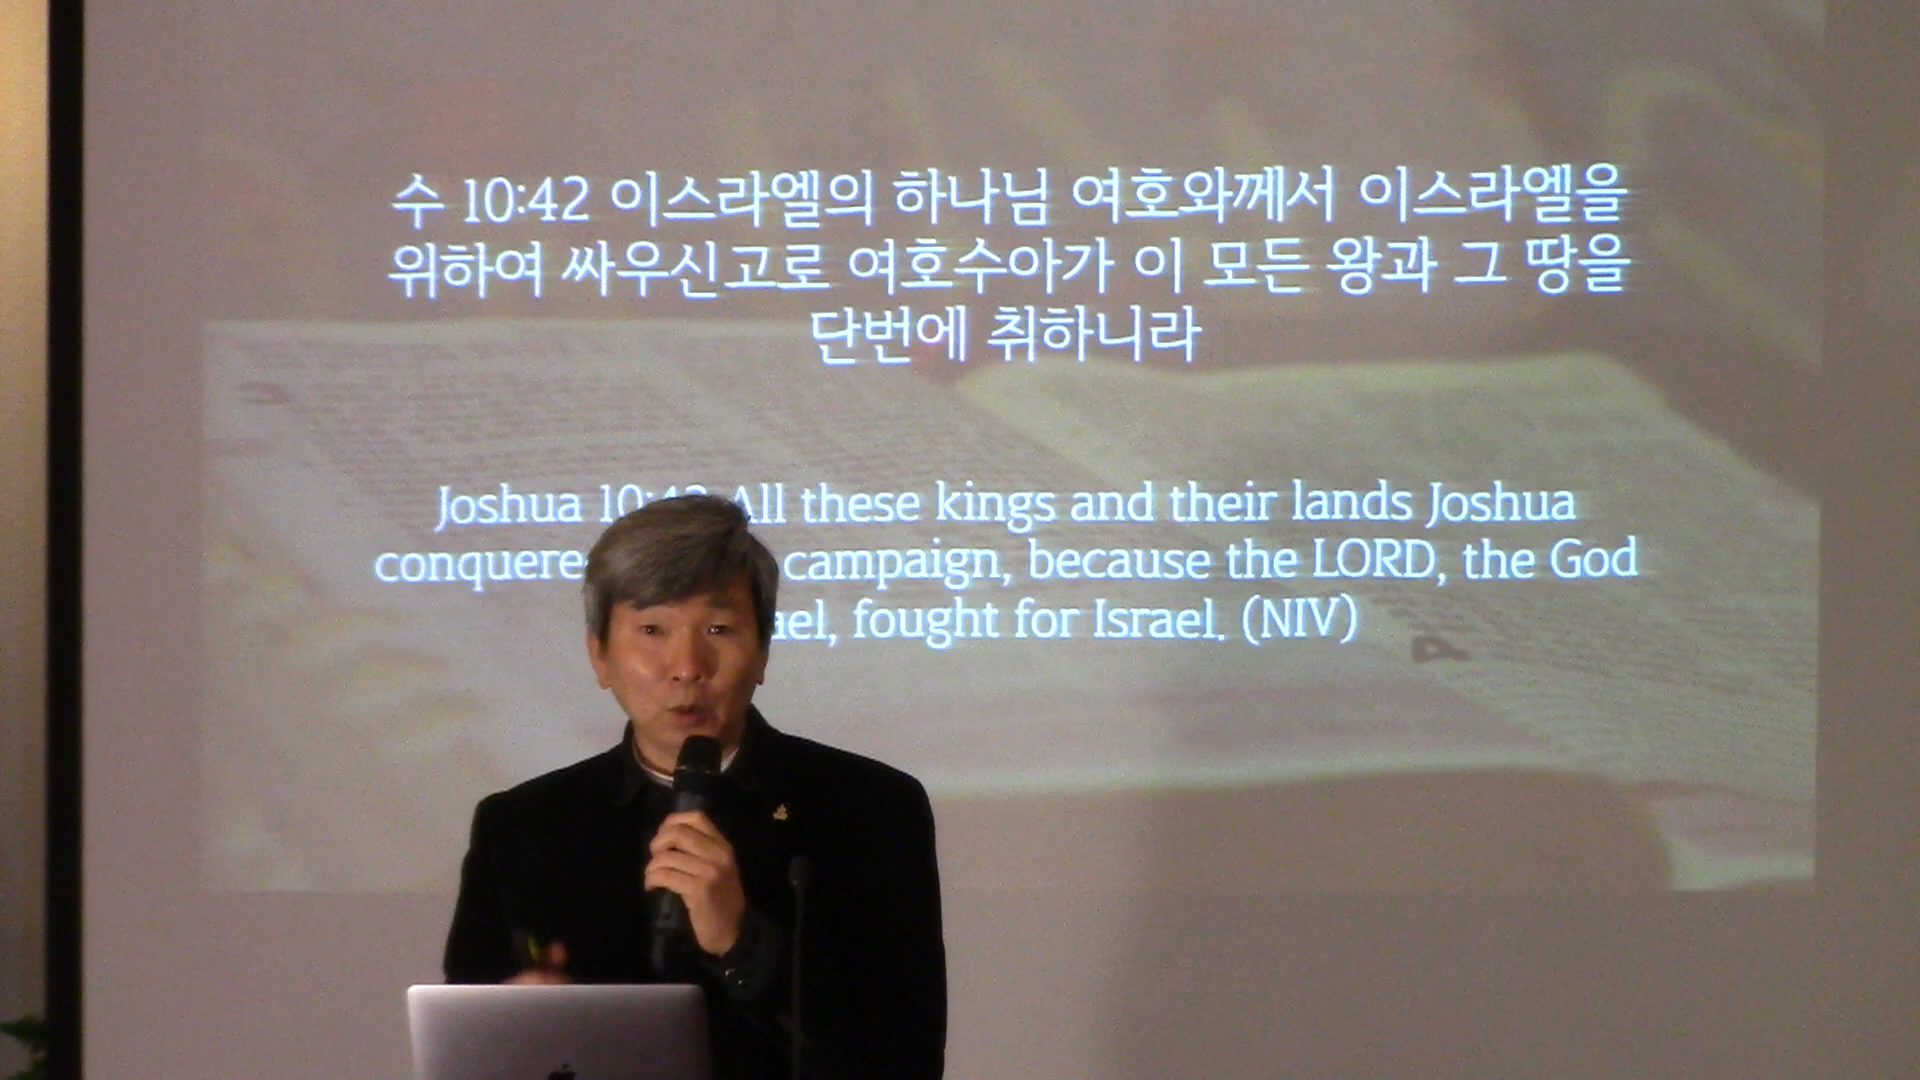 수 10:42 이스라엘의 하나님 여호와께서 이스라엘을
위하여 싸우신고로 여호수아가 이 모든 왕과 그 땅을
단번에 취하니라
Joshua All these kings and their lands Joshua
campaign, because the LORD, the God
fought for Israel. (NIV)